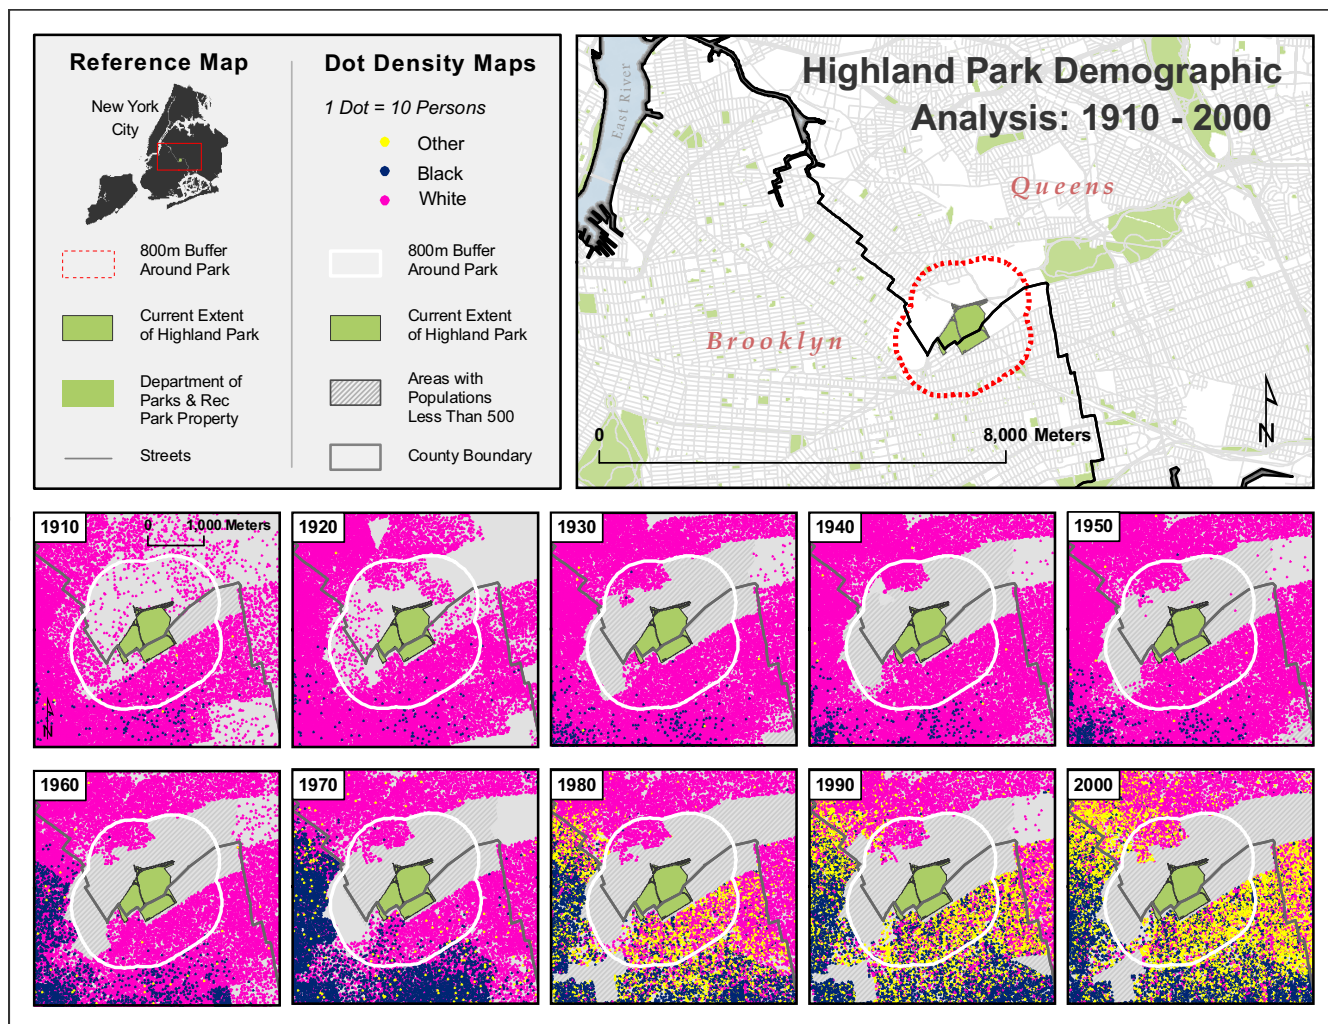 Reference Map
New York
City
800m Buffer
Around Park
Current Extent
of Highland Park
Department of
Parks & Rec
Park Property
Streets
Dot Density Maps
1 Dot = 10 Persons
Other
Black
White
800m Buffer
Around Park
Current Extent
of Highland Park
Areas with
Populations
Less Than 500
County Boundary
Highland Park Demographic
Analysis: 1910 - 2000
East River
Queens
Brooklyn
0
8,000 Meters
N
1910
0
1,000 Meters
N
1920
1930
1940
1950
1960
1970
1980
1990
2000